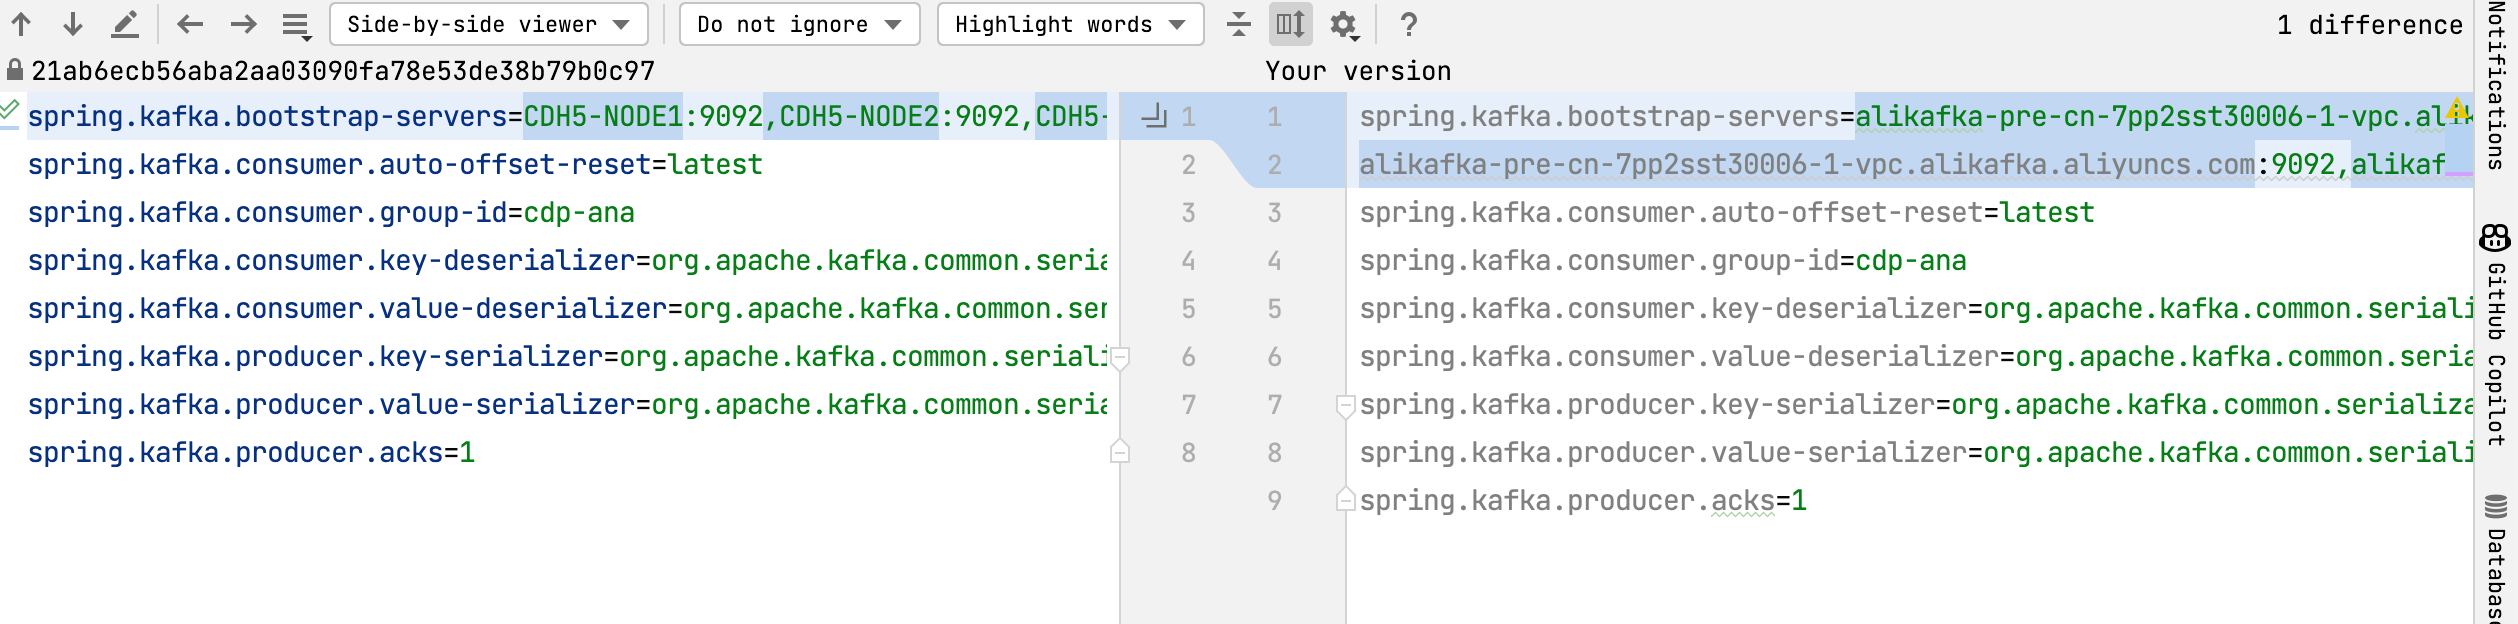 Side-by-side viewer Do not ignore Highlight words ? 1 difference
21ab6ecb56aba2aa03090fa78e53de38b79b0c97 Your version
spring.kafka.bootstrap-servers=CDH5-NODE1:9092,CDH5-NODE2:9092,CDH5-
spring.kafka.consumer.auto-offset-reset=latest
spring.kafka.consumer.group-id=cdp-ana
spring.kafka.consumer.key-deserializer=org.apache.kafka.common.seria
spring.kafka.consumer.value-deserializer=org.apache.kafka.common.ser
spring.kafka.producer.key-serializer=org.apache.kafka.common.seriali
spring.kafka.producer.value-serializer=org.apache.kafka.common.seria
spring.kafka.producer.acks=1
1 1
2 2
3 3
4 4
5 5
6 6
7 7
8 8
9
spring.kafka.bootstrap-servers=alikafka-pre-cn-7pp2sst30006-1-vpc.alik
alikafka-pre-cn-7pp2sst30006-1-vpc.alikafka.aliyuncs.com:9092,alikaf
spring.kafka.consumer.auto-offset-reset=latest
spring.kafka.consumer.group-id=cdp-ana
spring.kafka.consumer.key-deserializer=org.apache.kafka.common.seriali
spring.kafka.consumer.value-deserializer=org.apache.kafka.common.seria
spring.kafka.producer.key-serializer=org.apache.kafka.common.serializa
spring.kafka.producer.value-serializer=org.apache.kafka.common.seriali
spring.kafka.producer.acks=1
Notifications
GitHub Copilot
Database